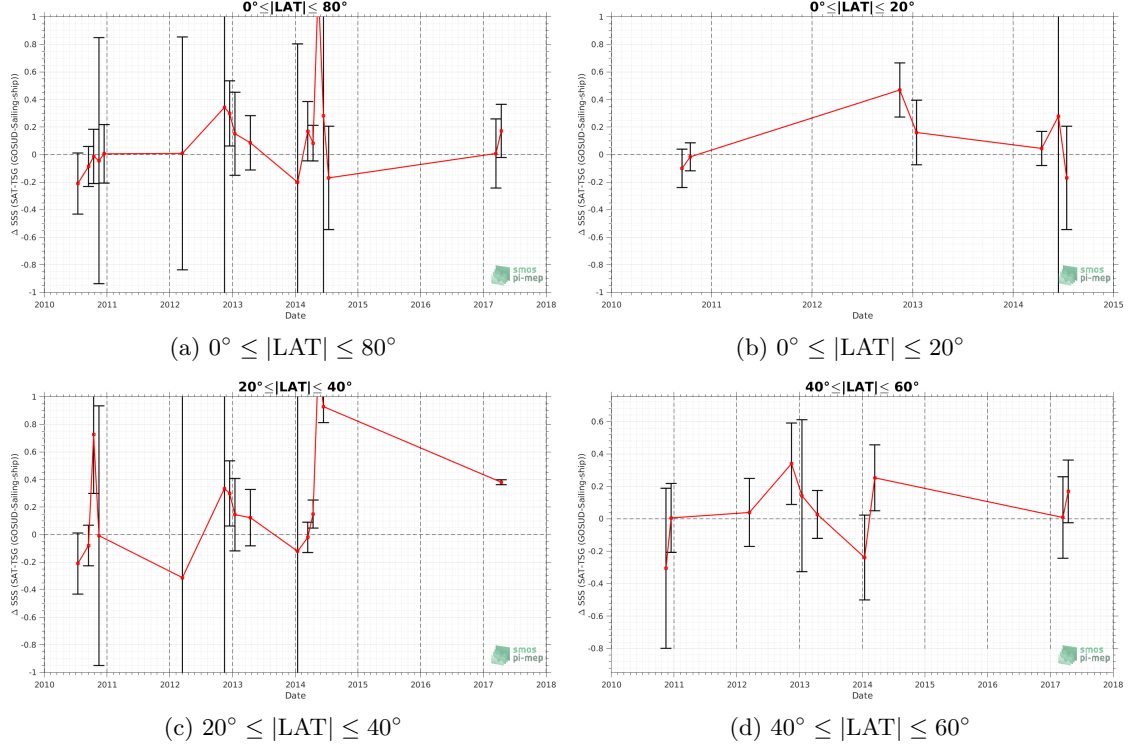 0°≤|LAT|≤ 80°
Δ SSS (SAT-TSG (GOSUD-Sailing-ship))
1
0.8
0.6
0.4
0.2
0
-0.2
-0.4
-0.6
-0.8
-1
2010 2011 2012 2013 2014 2015 2016 2017 2018
Date
smos
pi-mep
(a) 0° ≤ |LAT| ≤ 80°
0°≤|LAT|≤ 20°
Δ SSS (SAT-TSG (GOSUD-Sailing-ship))
1
0.8
0.6
0.4
0.2
0
-0.2
-0.4
-0.6
-0.8
-1
2010 2011 2012 2013 2014 2015
Date
smos
pi-mep
(b) 0° ≤ |LAT| ≤ 20°
20°≤|LAT|≤ 40°
Δ SSS (SAT-TSG (GOSUD-Sailing-ship))
1
0.8
0.6
0.4
0.2
0
-0.2
-0.4
-0.6
-0.8
-1
2010 2011 2012 2013 2014 2015 2016 2017 2018
Date
smos
pi-mep
(c) 20° ≤ |LAT| ≤ 40°
40°≤|LAT|≤ 60°
Δ SSS (SAT-TSG (GOSUD-Sailing-ship))
0.6
0.4
0.2
0
-0.2
-0.4
-0.6
-0.8
2010 2011 2012 2013 2014 2015 2016 2017 2018
Date
smos
pi-mep
(d) 40° ≤ |LAT| ≤ 60°